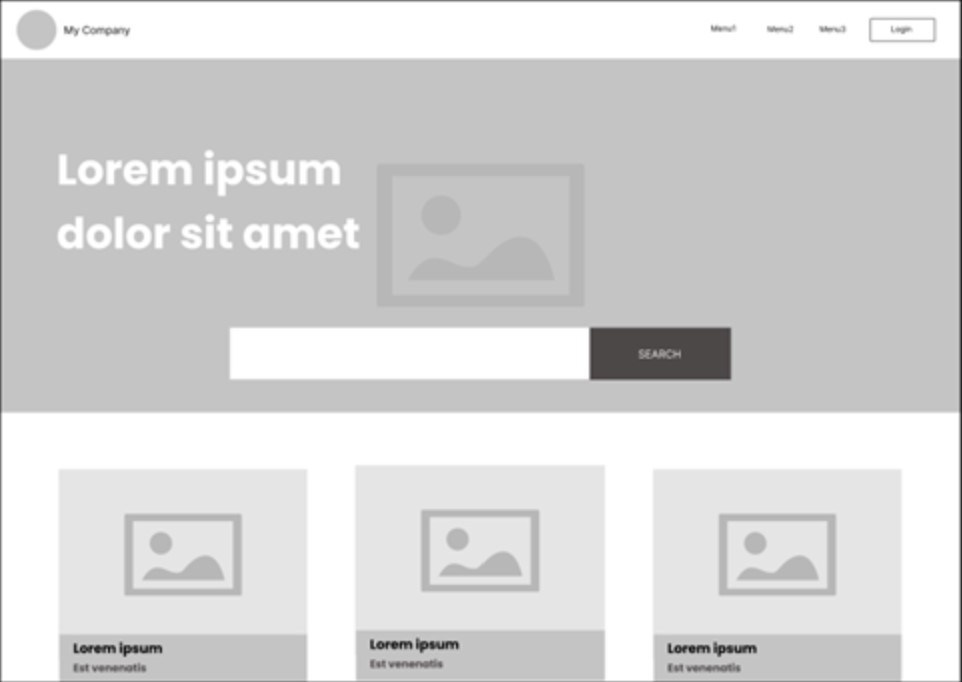 My Company
Menu1 Menu2 Menu3 Login
Lorem ipsum
dolor sit amet
SEARCH
Lorem ipsum
Est venenatis
Lorem ipsum
Est venenatis
Lorem ipsum
Est venenatis